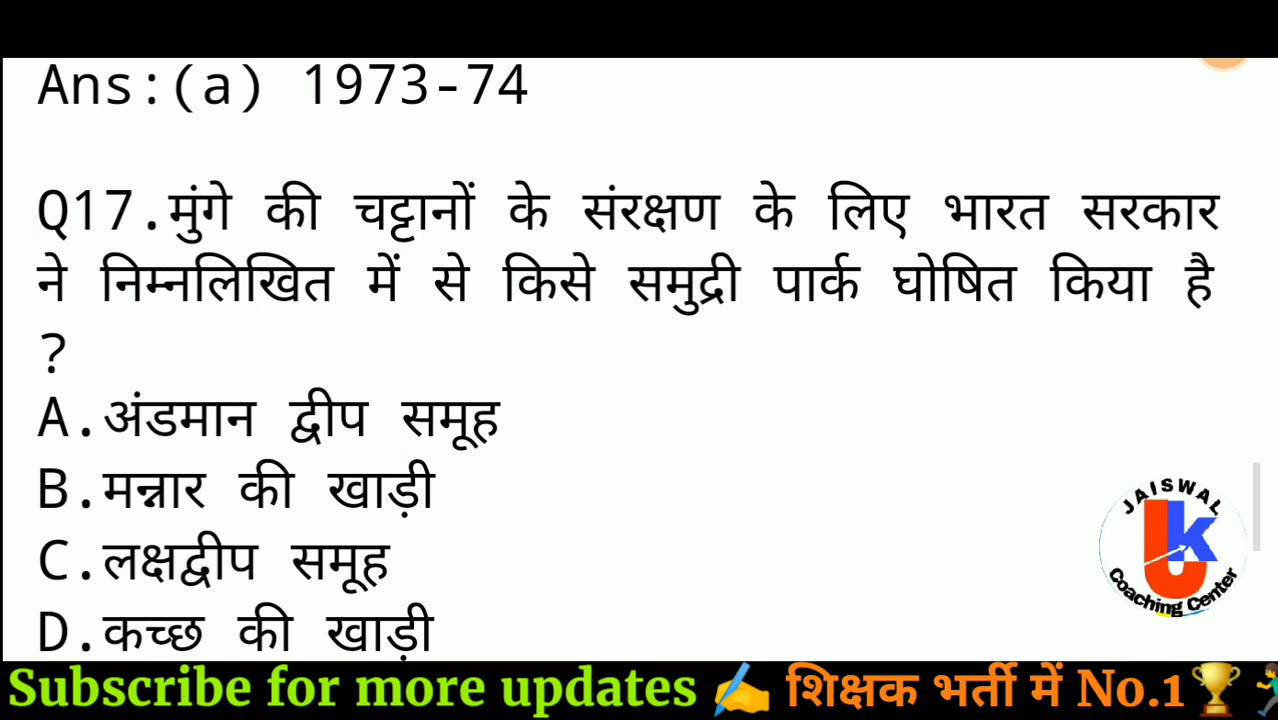 Ans:(a) 1973-74
Q17.मुंगे की चट्टानों के संरक्षण के लिए भारत सरकार
ने निम्नलिखित में से किसे समुद्री पार्क घोषित किया है
?
A.अंडमान द्वीप समूह
B.मन्नार की खाड़ी
C.लक्षद्वीप समूह
D.कच्छ की खाड़ी
JAISWAL
UK
Coaching Center
Subscribe for more updates ✍️ शिक्षक भर्ती में No.1🏆